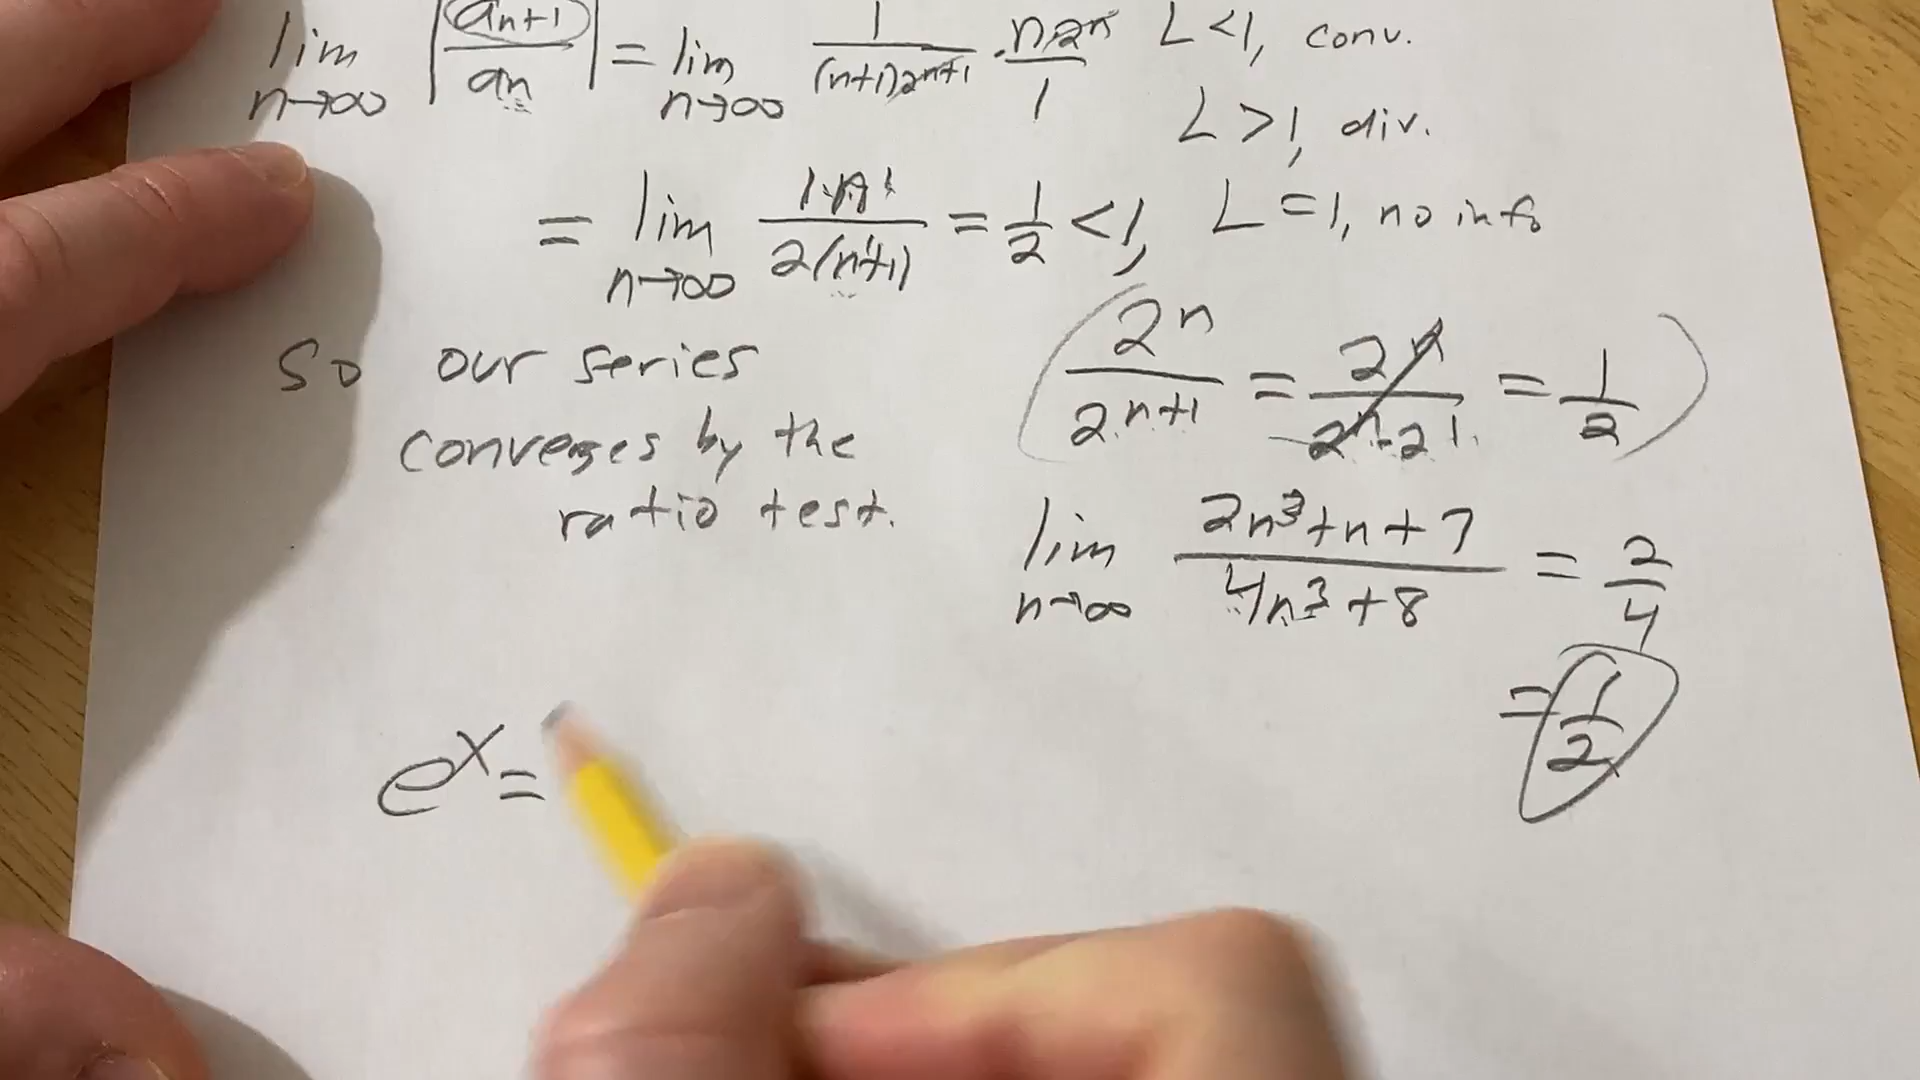 lim n→∞ |an+1 / an| = lim n→∞ 1 / (n+1)2^n+1 · n2^n / 1 L<1, conv.
L>1, div.
= lim n→∞ 1·n / 2(n+1) = 1/2 < 1, L=1, no info
(2^n / 2^n+1 = 2^n / 2^n·2^1 = 1/2)
So our series
converges by the
ratio test.
lim n→∞ 2n^3+n+7 / 4n^3+8 = 2/4
= 1/2
e^x=